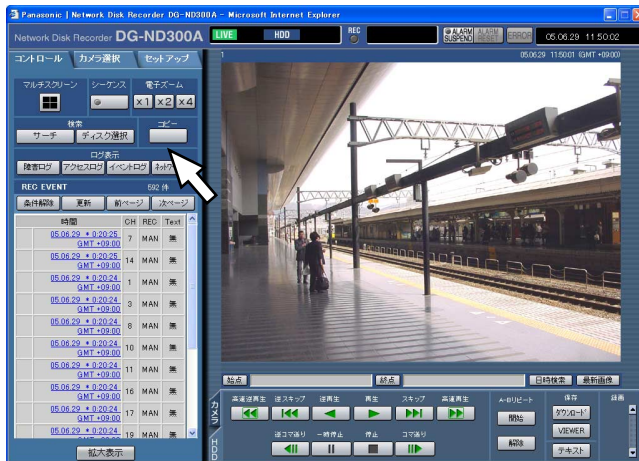 Panasonic | Network Disk Recorder DG-ND300A - Microsoft Internet Explorer
Network Disk Recorder DG-ND300A
LIVE HDD REC ALARM SUSPEND ALARM RESET ERROR 05.06.29 11:50:02
コントロール カメラ選択 セットアップ
1 05.06.29 11:50:01 (GMT +09:00)
マルチスクリーン シーケンス 電子ズーム
x1 x2 x4
検索 コピー
サーチ ディスク選択
ログ表示
障害ログ アクセスログ イベントログ
REC EVENT 592 件
条件解除 更新 前ページ 次ページ
時間 CH REC Text
05.06.29 * 0:20:25 GMT +09:00 7 MAN 無
05.06.29 * 0:20:25 GMT +09:00 14 MAN 無
05.06.29 * 0:20:24 GMT +09:00 1 MAN 無
05.06.29 * 0:20:24 GMT +09:00 3 MAN 無
05.06.29 * 0:20:24 GMT +09:00 8 MAN 無
05.06.29 * 0:20:24 GMT +09:00 10 MAN 無
05.06.29 * 0:20:24 GMT +09:00 11 MAN 無
05.06.29 * 0:20:24 GMT +09:00 16 MAN 無
05.06.29 * 0:20:24 GMT +09:00 17 MAN 無
05.06.29 * 0:20:24 19 MAN 無
拡大表示
始点 終点 日時検索 最新画像
カメラ
HDD
高速逆再生 逆スキップ 逆再生 再生 スキップ 高速再生 A-Bリピート 保存 録画
開始 ダウンロード
逆コマ送り 一時停止 停止 コマ送り VIEWER
解除 テキスト